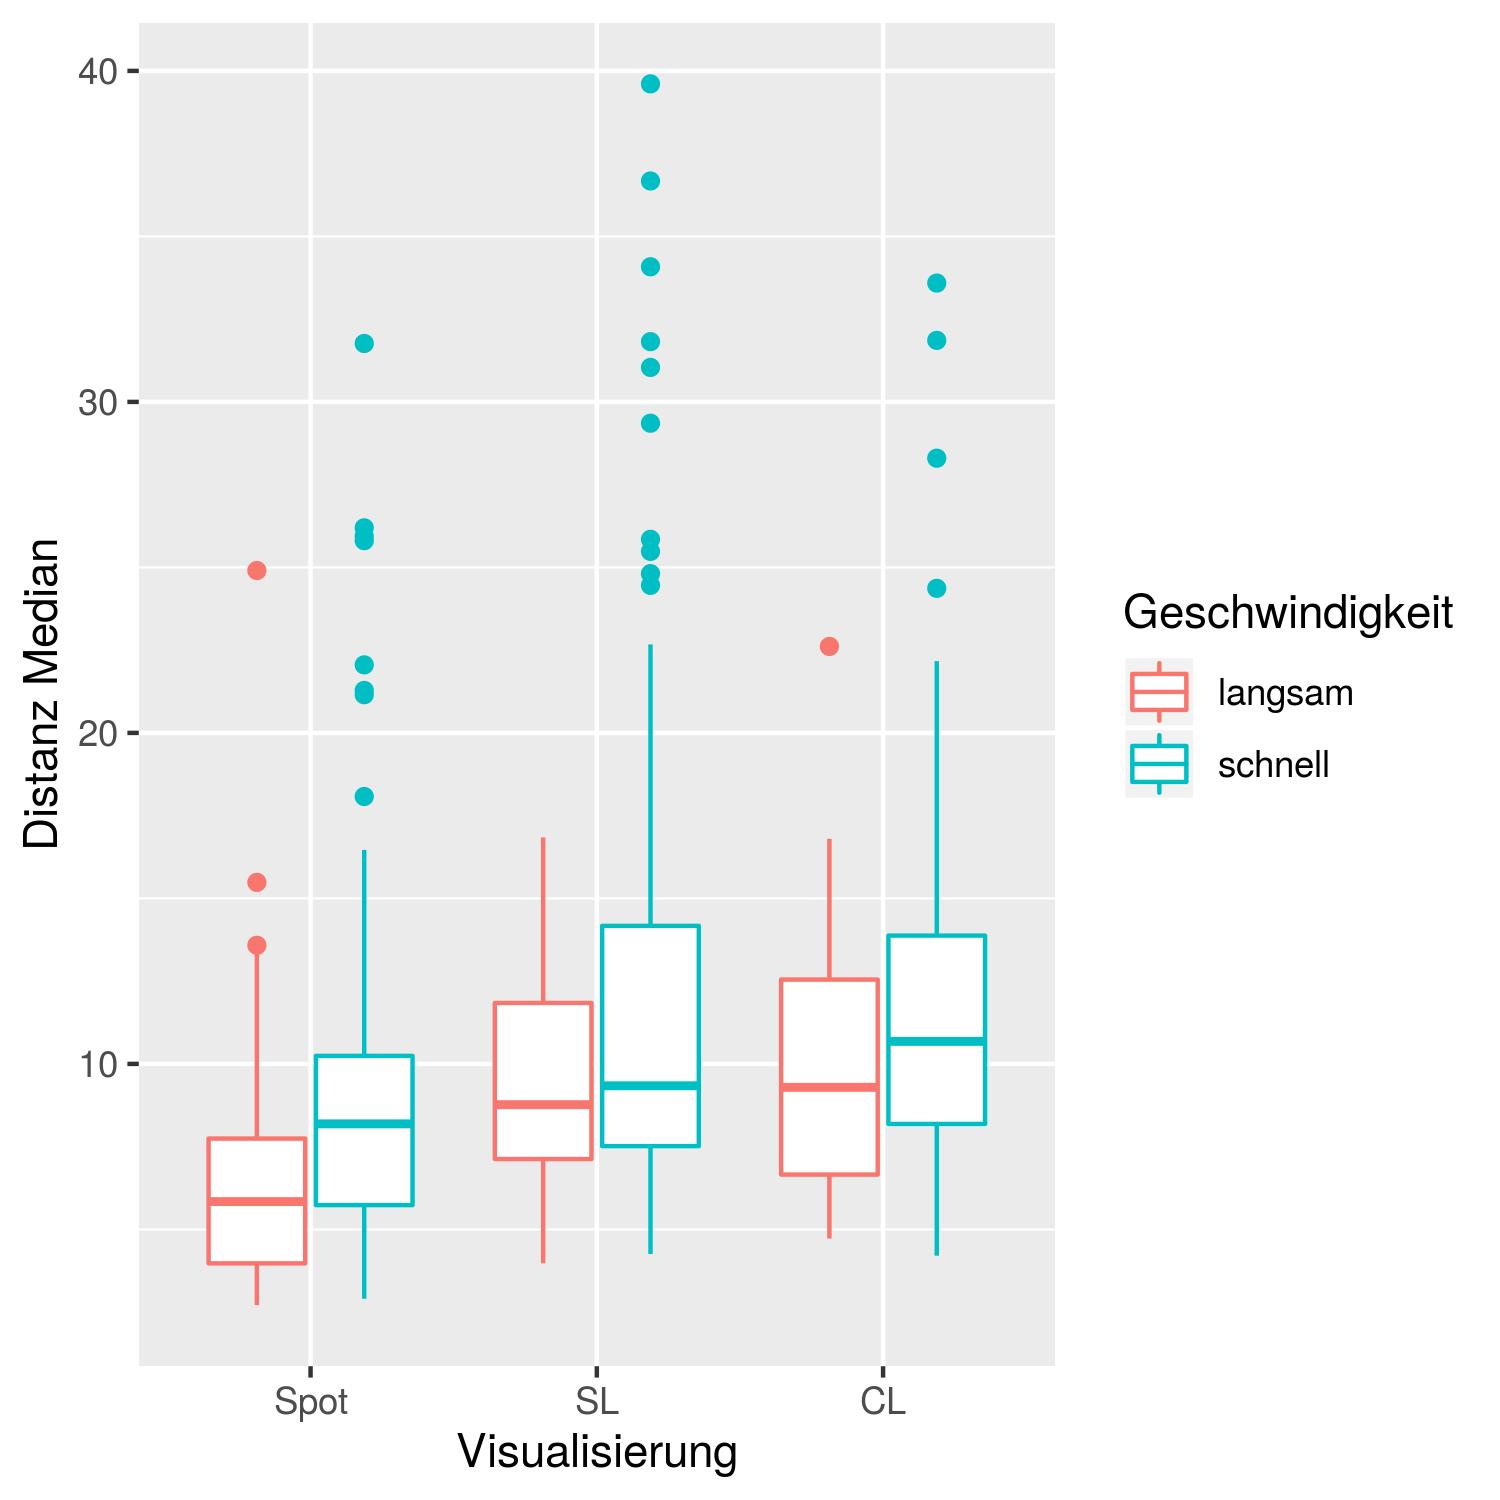 Distanz Median
40
30
20
10
Spot
SL
CL
Visualisierung
Geschwindigkeit
langsam
schnell